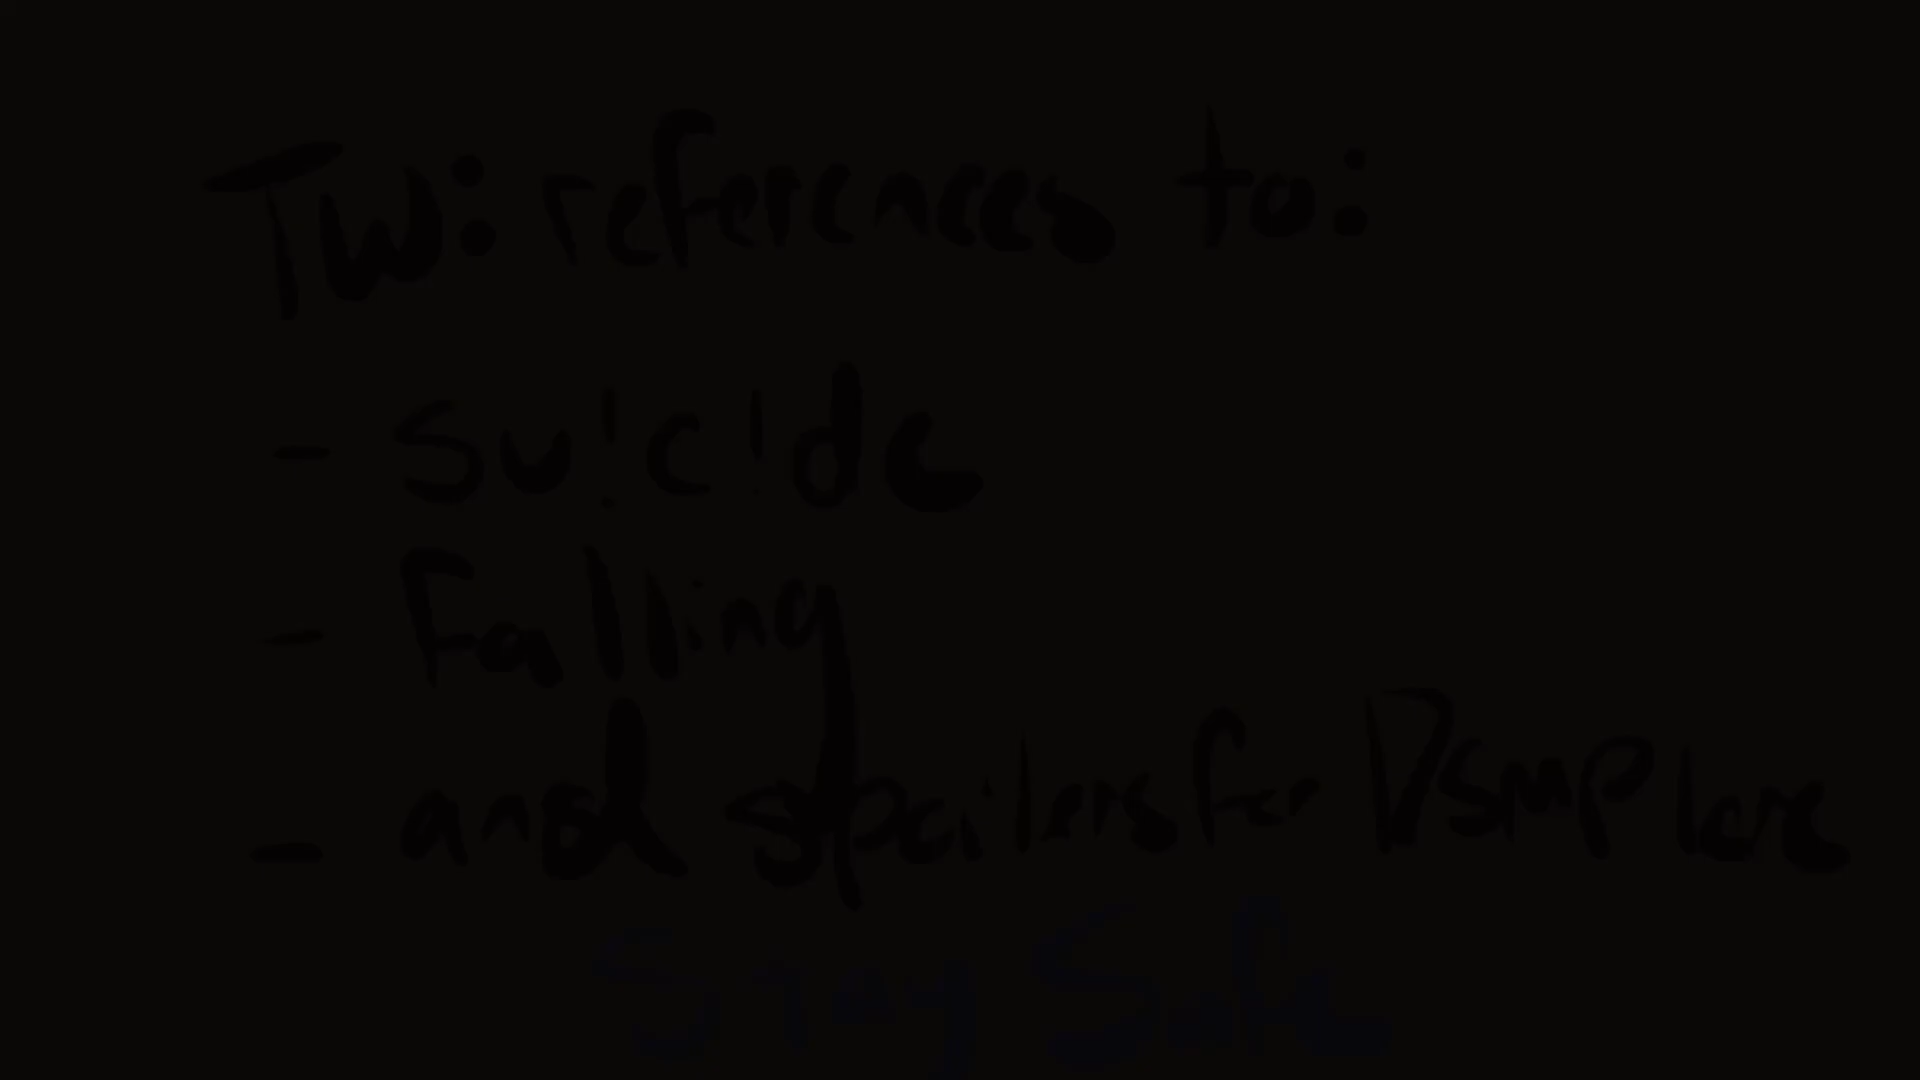 TW: references to:
- Su!c!de
- Falling
- and spoilers for DSMP lore
Stay Safe